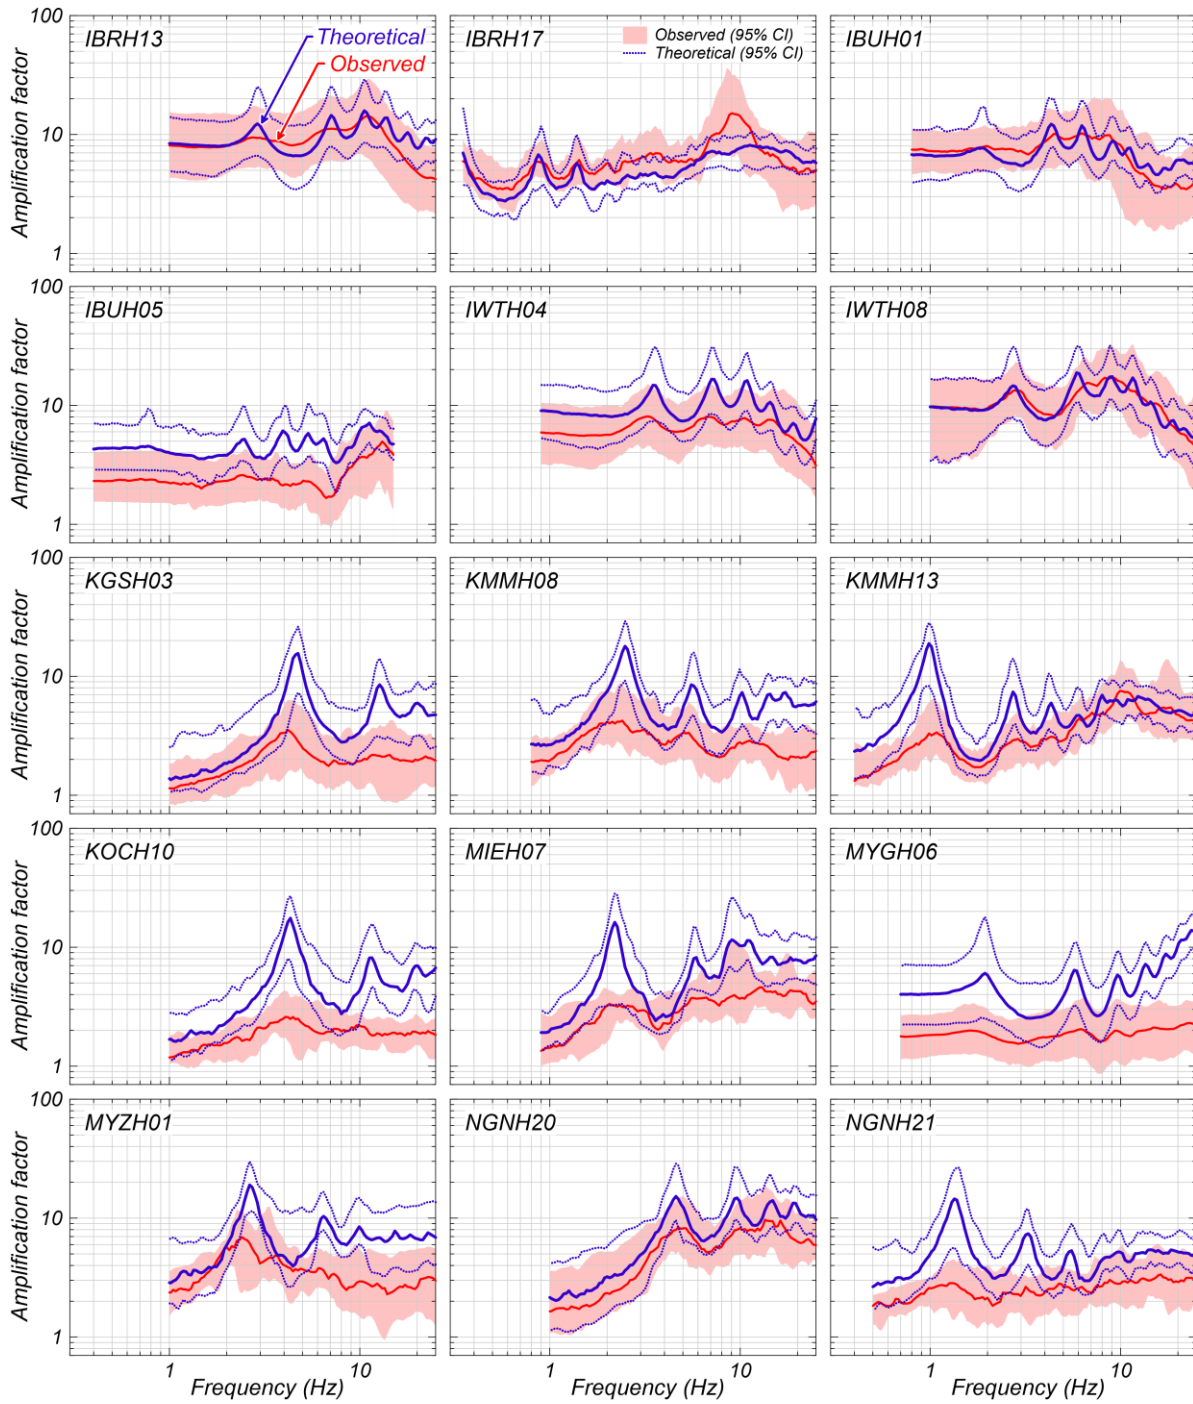 100
10
1
Amplification factor
IBRH13
Theoretical
Observed
IBRH17
Observed (95% CI)
Theoretical (95% CI)
IBUH01
100
10
1
Amplification factor
IBUH05
IWTH04
IWTH08
100
10
1
Amplification factor
KGSH03
KMMH08
KMMH13
100
10
1
Amplification factor
KOCH10
MIEH07
MYGH06
100
10
1
Amplification factor
MYZH01
NGNH20
NGNH21
1 10
1 10
1 10
Frequency (Hz)
Frequency (Hz)
Frequency (Hz)